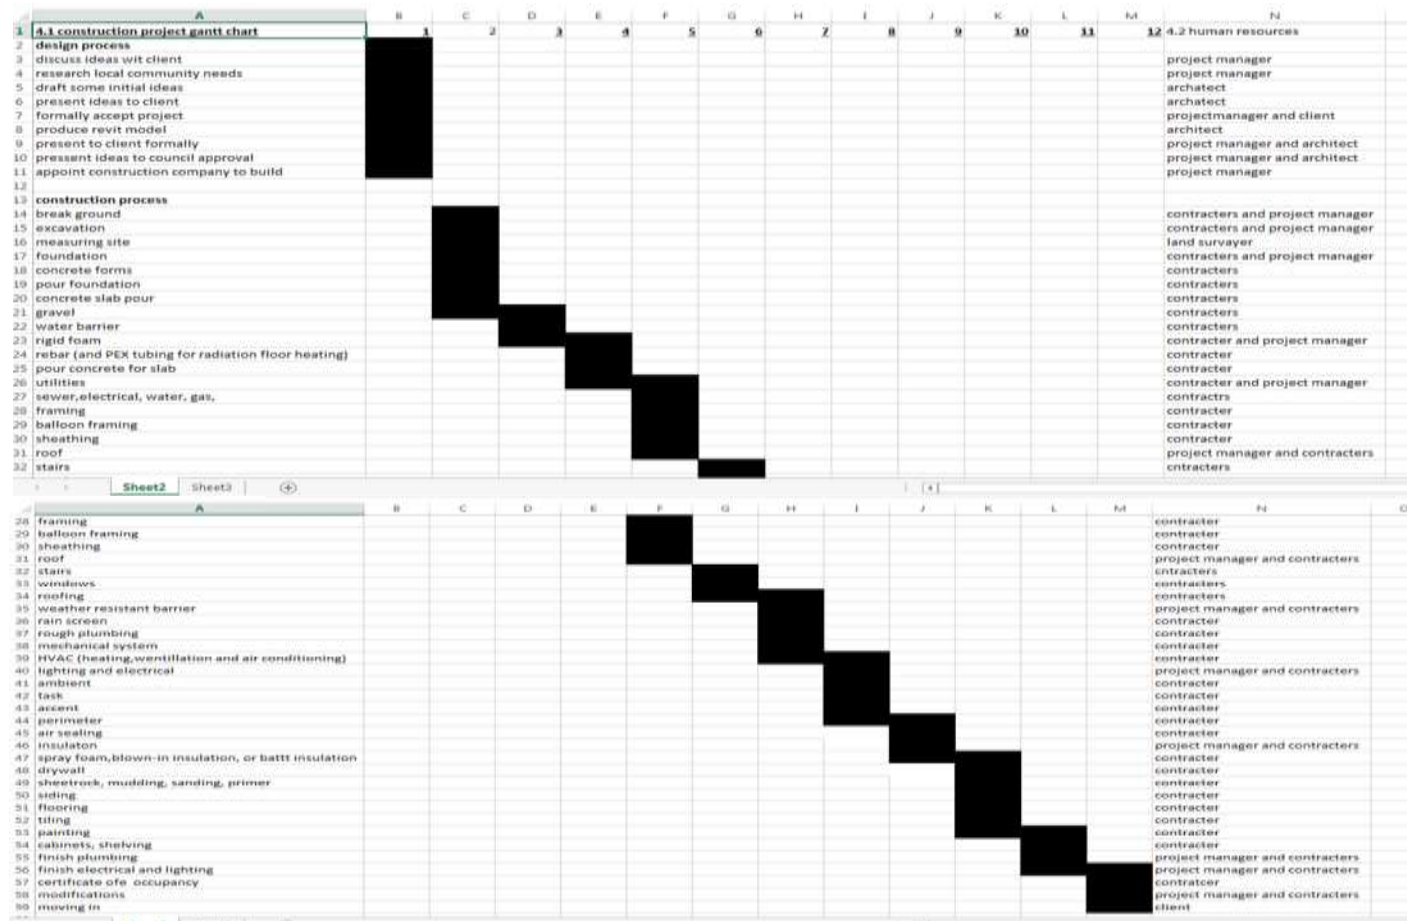 A B C D E F G H I J K L M N
1 4.1 construction project gantt chart 1 2 3 4 5 6 7 8 9 10 11 12 4.2 human resources
2 design process
3 discuss ideas wit client project manager
4 research local community needs project manager
5 draft some initial ideas archatect
6 present ideas to client archatect
7 formally accept project projectmanager and client
8 produce revit model architect
9 present to client formally project manager and architect
10 pressent ideas to council approval project manager and architect
11 appoint construction company to build project manager
12
13 construction process
14 break ground contracters and project manager
15 excavation contracters and project manager
16 measuring site land survayer
17 foundation contracters and project manager
18 concrete forms contracters
19 pour foundation contracters
20 concrete slab pour contracters
21 gravel contracters
22 water barrier contracters
23 rigid foam contracter and project manager
24 rebar (and PEX tubing for radiation floor heating) contracter
25 pour concrete for slab contracter
26 utilities contracter and project manager
27 sewer,electrical, water, gas, contractrs
28 framing contracter
29 balloon framing contracter
30 sheathing contracter
31 roof project manager and contracters
32 stairs cntracters
Sheet2 Sheet3
A B C D E F G H I J K L M N
28 framing contracter
29 balloon framing contracter
30 sheathing contracter
31 roof project manager and contracters
32 stairs cntracters
33 windows contracters
34 roofing contracters
35 weather resistant barrier project manager and contracters
36 rain screen contracter
37 rough plumbing contracter
38 mechanical system contracter
39 HVAC (heating,wentillation and air conditioning) contracter
40 lighting and electrical project manager and contracters
41 ambient contracter
42 task contracter
43 accent contracter
44 perimeter contracter
45 air sealing contracter
46 insulaton project manager and contracters
47 spray foam,blown-in insulation, or battt insulation contracter
48 drywall contracter
49 sheetrock, mudding, sanding, primer contracter
50 siding contracter
51 flooring contracter
52 tiling contracter
53 painting contracter
54 cabinets, shelving contracter
55 finish plumbing project manager and contracters
56 finish electrical and lighting project manager and contracters
57 certificate ofe occupancy contratcer
58 modifications project manager and contracters
59 moving in client